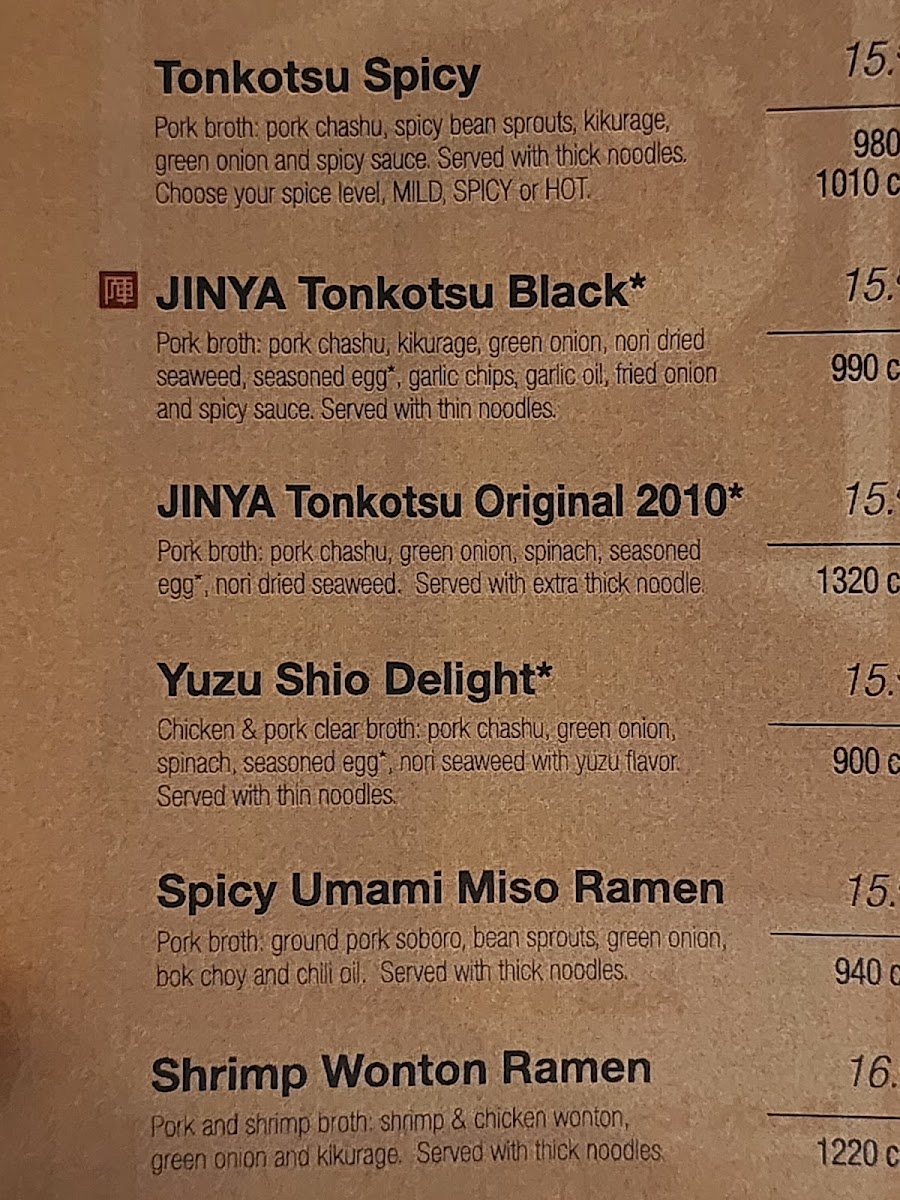 Tonkotsu Spicy 15.
Pork broth: pork chashu, spicy bean sprouts, kikurage,
green onion and spicy sauce. Served with thick noodles.
Choose your spice level, MILD, SPICY or HOT.
980
1010 c
陣 JINYA Tonkotsu Black* 15.
Pork broth: pork chashu, kikurage, green onion, nori dried
seaweed, seasoned egg*, garlic chips, garlic oil, fried onion
and spicy sauce. Served with thin noodles.
990 c
JINYA Tonkotsu Original 2010* 15.
Pork broth: pork chashu, green onion, spinach, seasoned
egg*, nori dried seaweed. Served with extra thick noodle.
1320 c
Yuzu Shio Delight* 15.
Chicken & pork clear broth: pork chashu, green onion,
spinach, seasoned egg*, nori seaweed with yuzu flavor.
Served with thin noodles.
900 c
Spicy Umami Miso Ramen 15.
Pork broth: ground pork soboro, bean sprouts, green onion,
bok choy and chili oil. Served with thick noodles.
940 c
Shrimp Wonton Ramen 16.
Pork and shrimp broth: shrimp & chicken wonton,
green onion and kikurage. Served with thick noodles.
1220 c